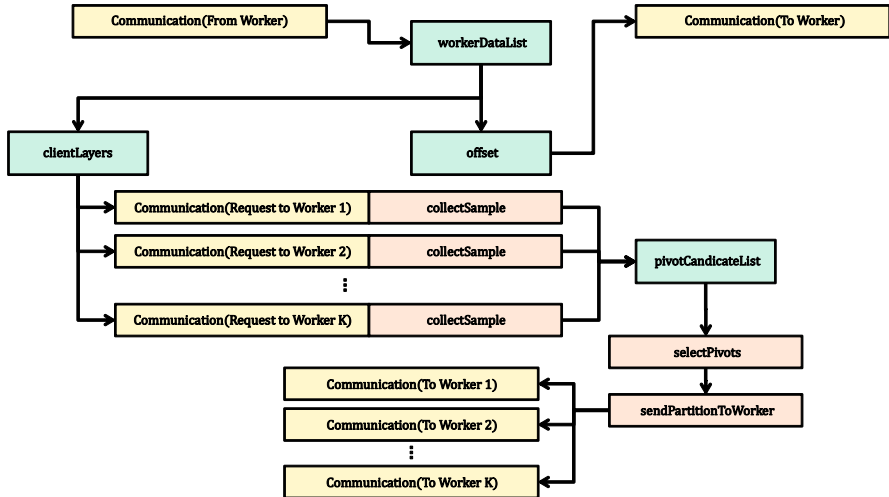 Communication(From Worker)
Communication(To Worker)
workerDataList
clientLayers
offset
Communication(Request to Worker 1)
collectSample
Communication(Request to Worker 2)
collectSample
pivotCandicateList
Communication(Request to Worker K)
collectSample
selectPivots
Communication(To Worker 1)
sendPartitionToWorker
Communication(To Worker 2)
Communication(To Worker K)